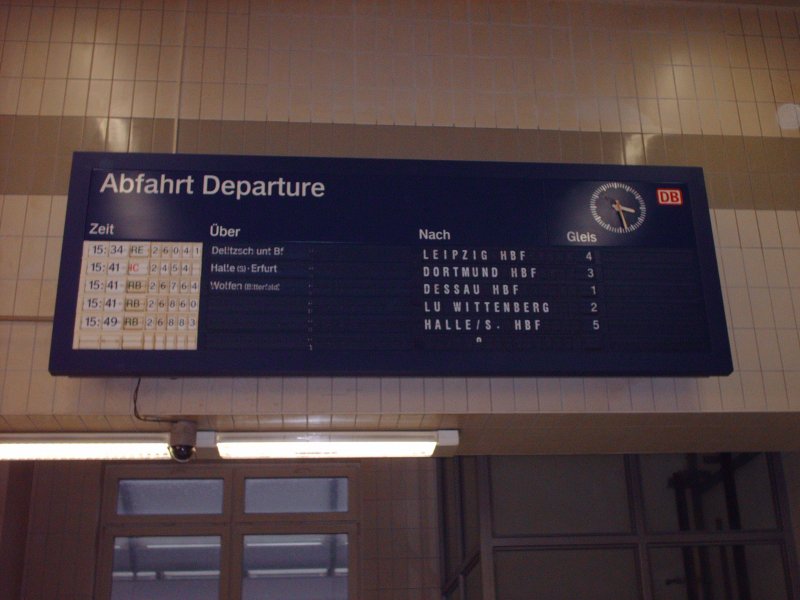 Abfahrt Departure
DB
Zeit Über Nach Gleis
15:34 RE 26041 Delitzsch unt Bf LEIPZIG HBF 4
15:41 IC 2454 Halle (S)-Erfurt DORTMUND HBF 3
15:41 RB 26764 Wolfen (Bitterfeld) DESSAU HBF 1
15:41 RB 26860 LU WITTENBERG 2
15:49 RB 26883 HALLE/S. HBF 5